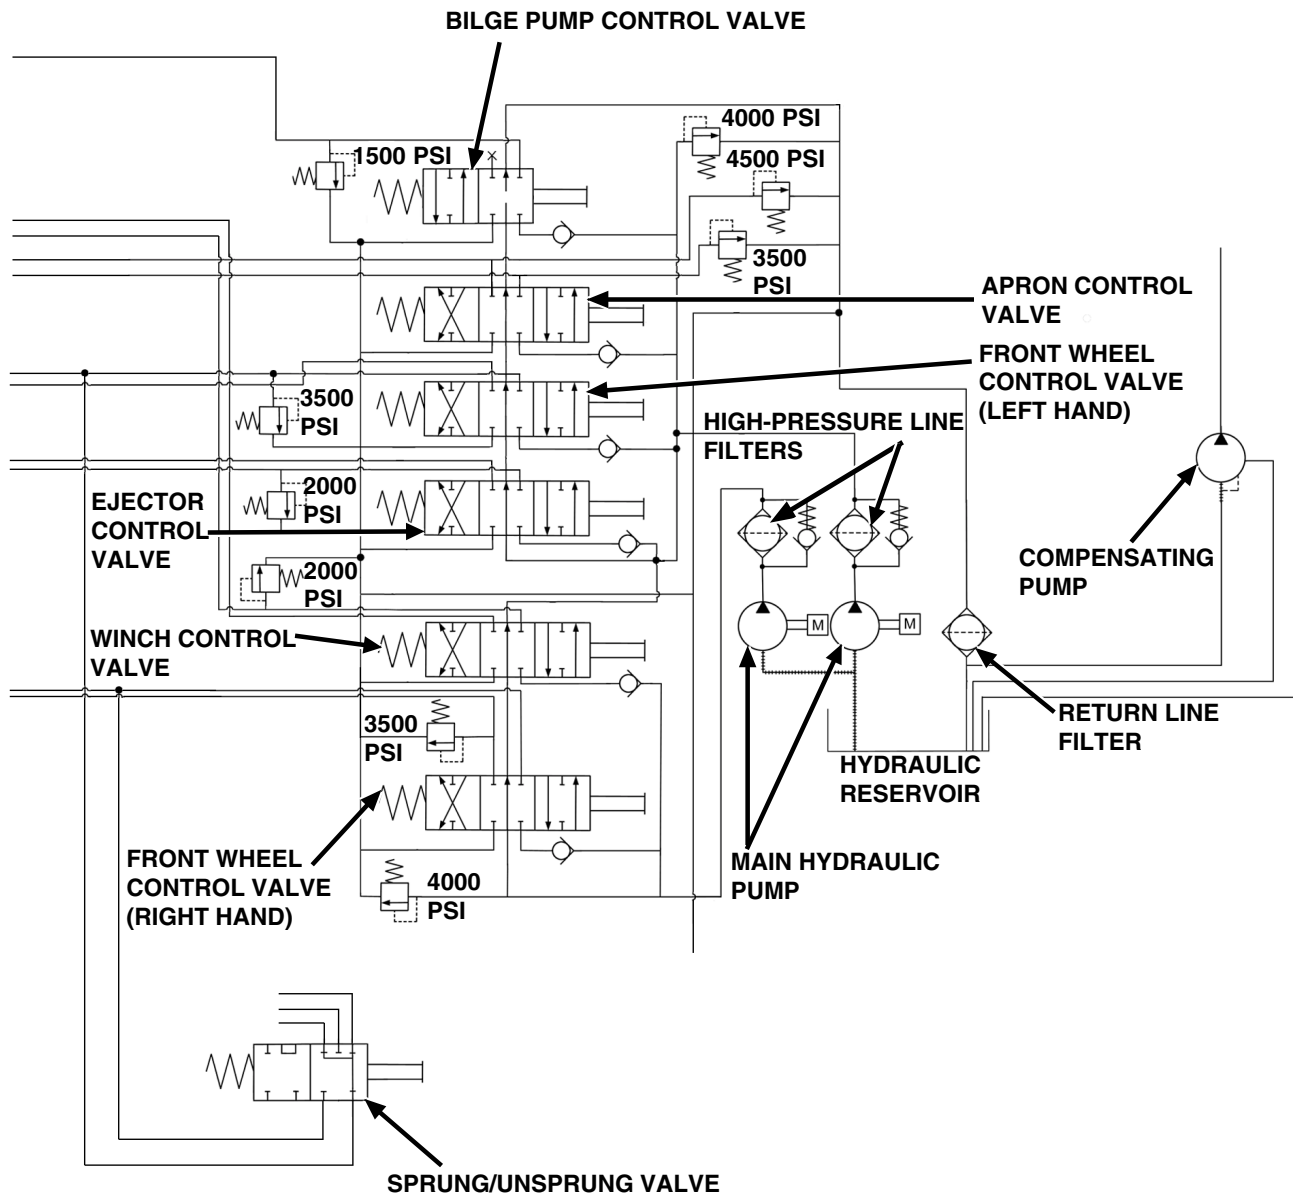 BILGE PUMP CONTROL VALVE
4000 PSI
1500 PSI
4500 PSI
3500
PSI
APRON CONTROL
VALVE
FRONT WHEEL
CONTROL VALVE
(LEFT HAND)
3500
PSI
HIGH-PRESSURE LINE
FILTERS
2000
PSI
EJECTOR
CONTROL
VALVE
COMPENSATING
PUMP
2000
PSI
M
M
WINCH CONTROL
VALVE
3500
PSI
RETURN LINE
FILTER
HYDRAULIC
RESERVOIR
FRONT WHEEL
CONTROL VALVE
(RIGHT HAND)
4000
PSI
MAIN HYDRAULIC
PUMP
SPRUNG/UNSPRUNG VALVE